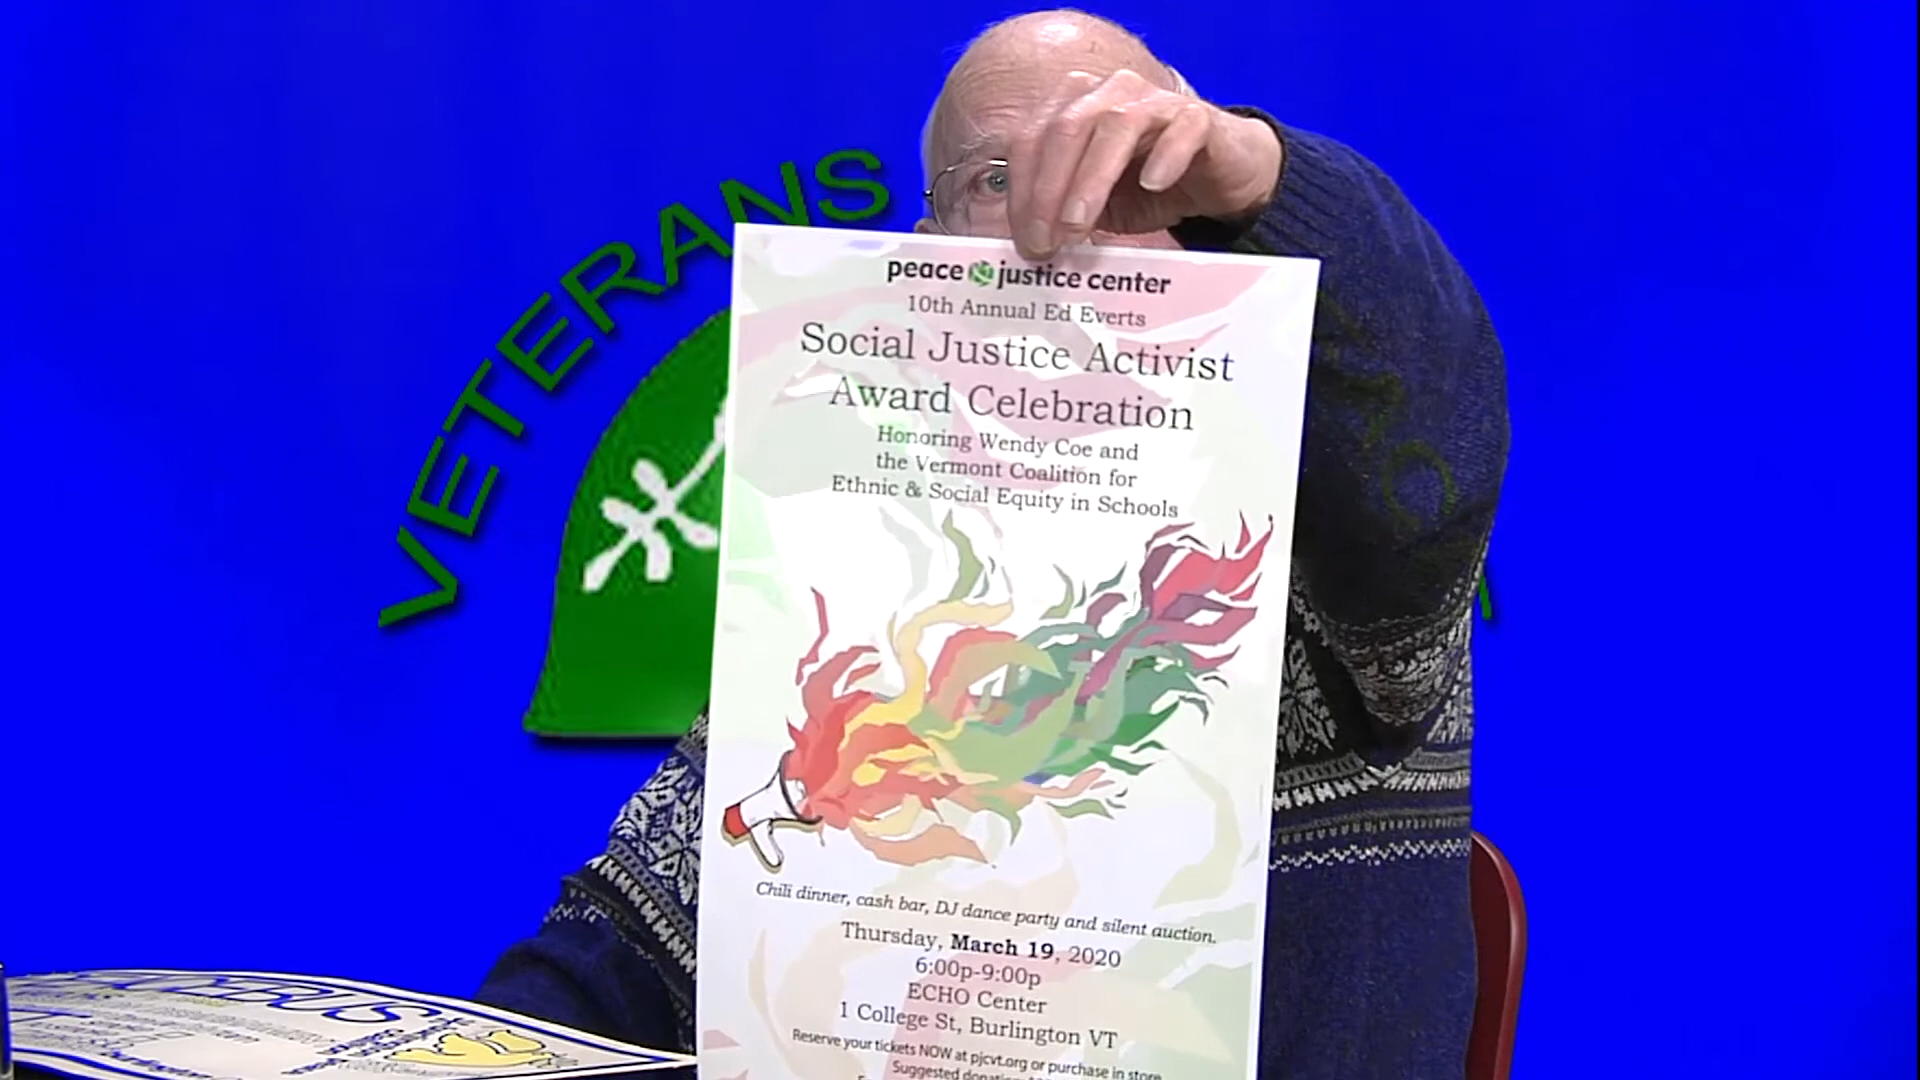 VETERANS
peace justice center
10th Annual Ed Everts
Social Justice Activist
Award Celebration
Honoring Wendy Coe and
the Vermont Coalition for
Ethnic & Social Equity in Schools
Chili dinner, cash bar, DJ dance party and silent auction.
Thursday, March 19, 2020
6:00p-9:00p
ECHO Center
1 College St, Burlington VT
Reserve your tickets NOW at pjcvt.org or purchase in store
Suggested